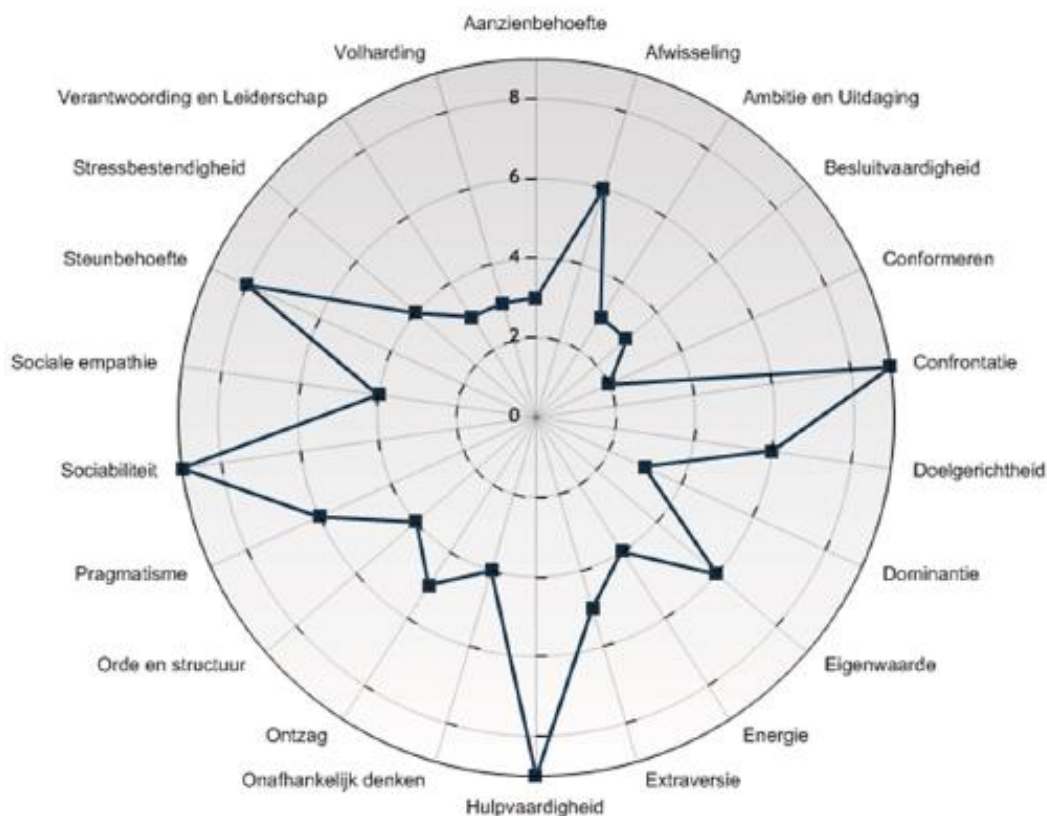 Aanzienbehoefte
Volharding
Afwisseling
Verantwoording en Leiderschap
Ambitie en Uitdaging
8
Stressbestendigheid
Besluitvaardigheid
6
Steunbehoefte
Conformeren
4
Sociale empathie
Confrontatie
2
0
Sociabiliteit
Doelgerichtheid
Pragmatisme
Dominantie
Orde en structuur
Eigenwaarde
Ontzag
Energie
Onafhankelijk denken
Extraversie
Hulpvaardigheid